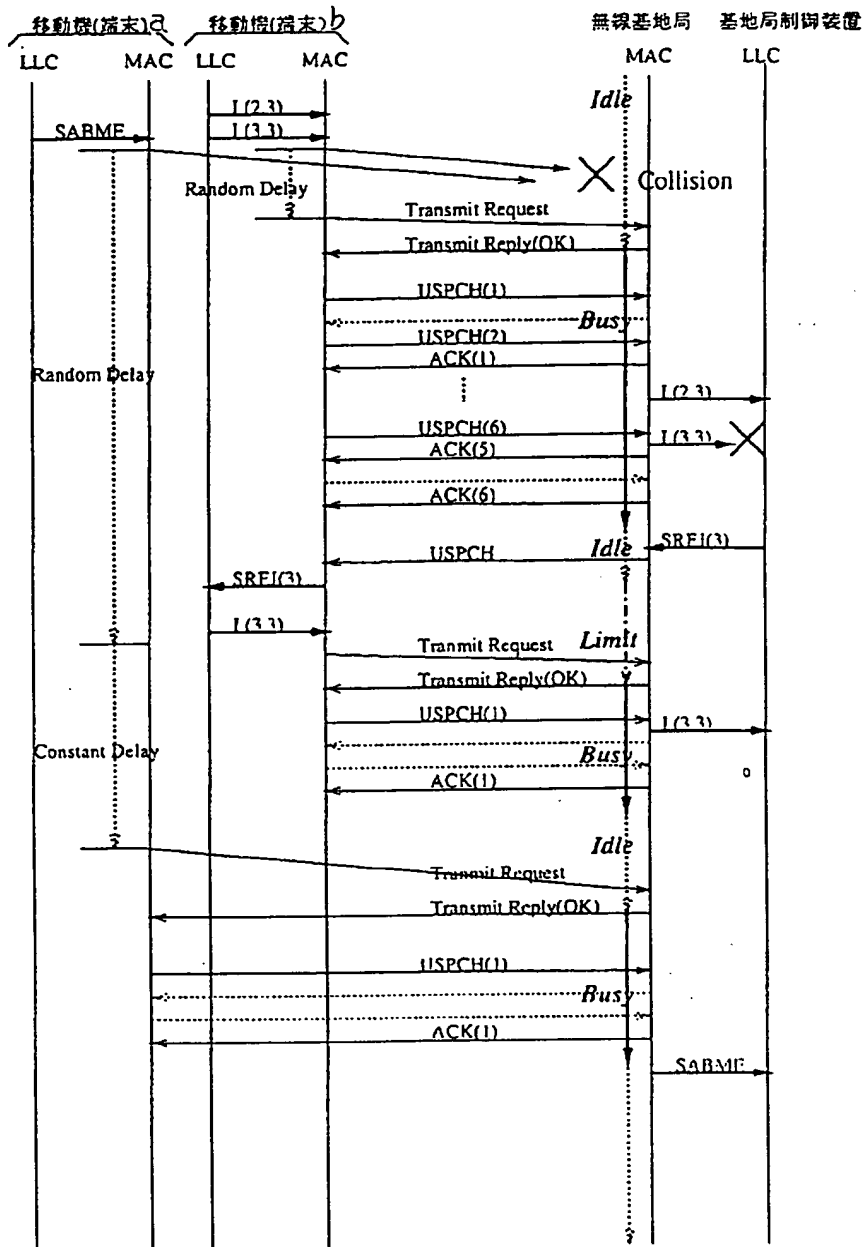 移動機(端末)a 移動機(端末)b 無線基地局 基地局制御装置
LLC MAC LLC MAC MAC LLC
Idle
I(2,3)
SABME I(3,3)
Random Delay Collision
Transmit Request
Transmit Reply(OK)
USPCH(1)
Busy
USPCH(2)
ACK(1)
Random Delay
I(2,3)
USPCH(6)
I(3,3)
ACK(5)
ACK(6)
Idle SREJ(3)
USPCH
SREJ(3)
I(3,3)
Tranmit Request Limit
Transmit Reply(OK)
USPCH(1) I(3,3)
Constant Delay Busy
ACK(1)
Idle
Tranmit Request
Transmit Reply(OK)
USPCH(1)
Busy
ACK(1)
SABME